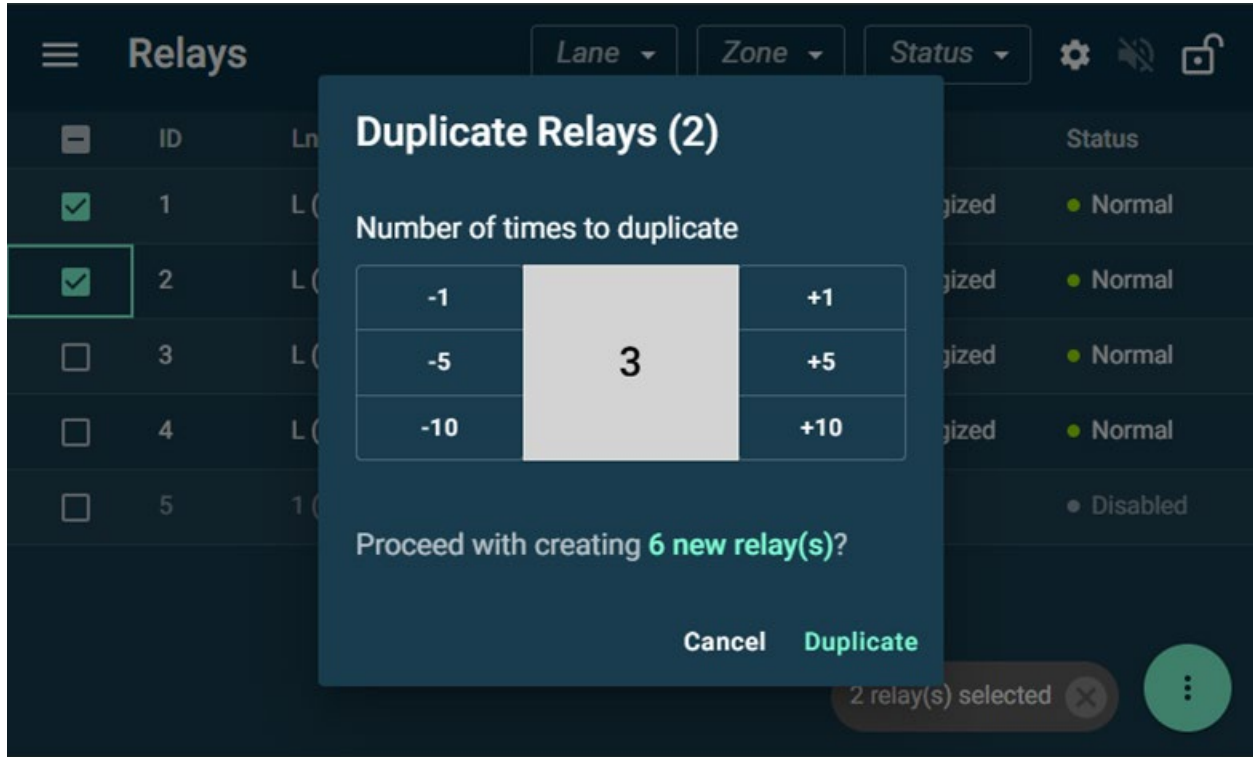 Relays Lane Zone Status
Duplicate Relays (2)
ID Ln Status
1 L ( gized Normal
Number of times to duplicate
2 L ( gized Normal
-1 +1
3 L ( gized Normal
-5 3 +5
4 L ( gized Normal
-10 +10
5 1 ( Disabled
Proceed with creating 6 new relay(s)?
Cancel Duplicate
2 relay(s) selected